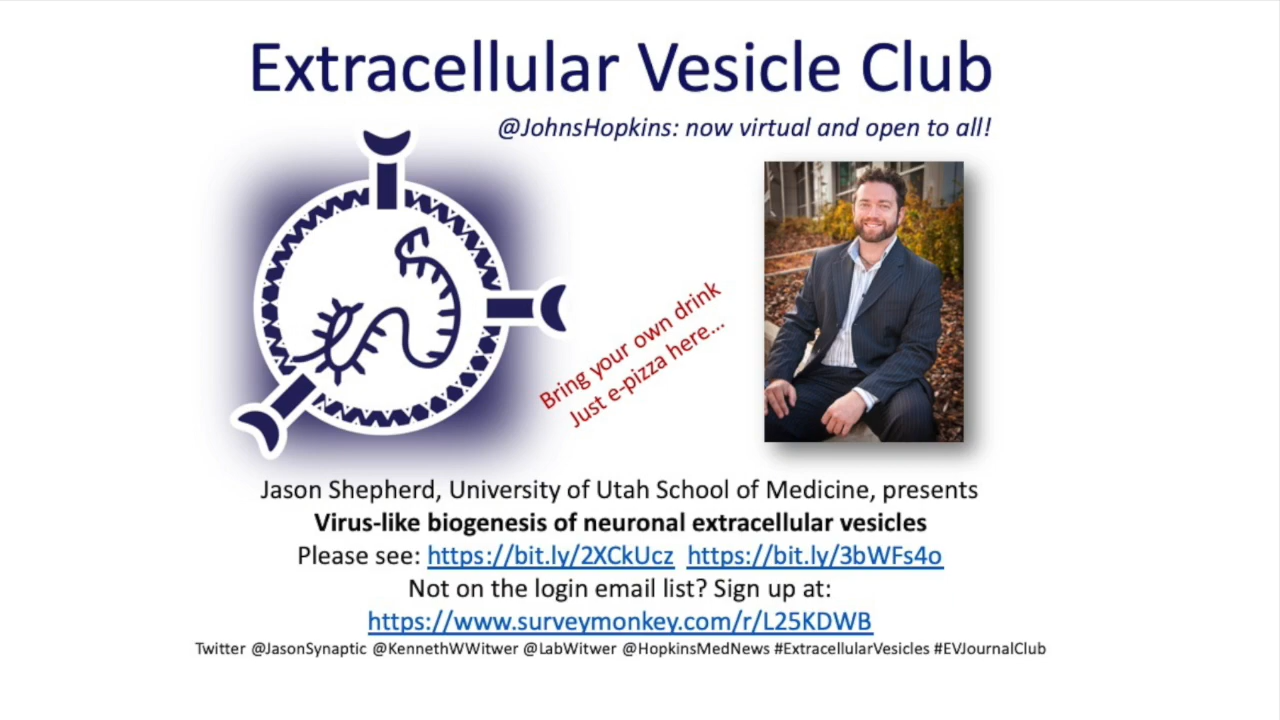 Extracellular Vesicle Club
@JohnsHopkins: now virtual and open to all!
Bring your own drink
Just e-pizza here...
Jason Shepherd, University of Utah School of Medicine, presents
Virus-like biogenesis of neuronal extracellular vesicles
Please see: https://bit.ly/2XCkUcz https://bit.ly/3bWFs4o
Not on the login email list? Sign up at:
https://www.surveymonkey.com/r/L25KDWB
Twitter @JasonSynaptic @KennethWWitwer @LabWitwer @HopkinsMedNews #ExtracellularVesicles #EVJournalClub